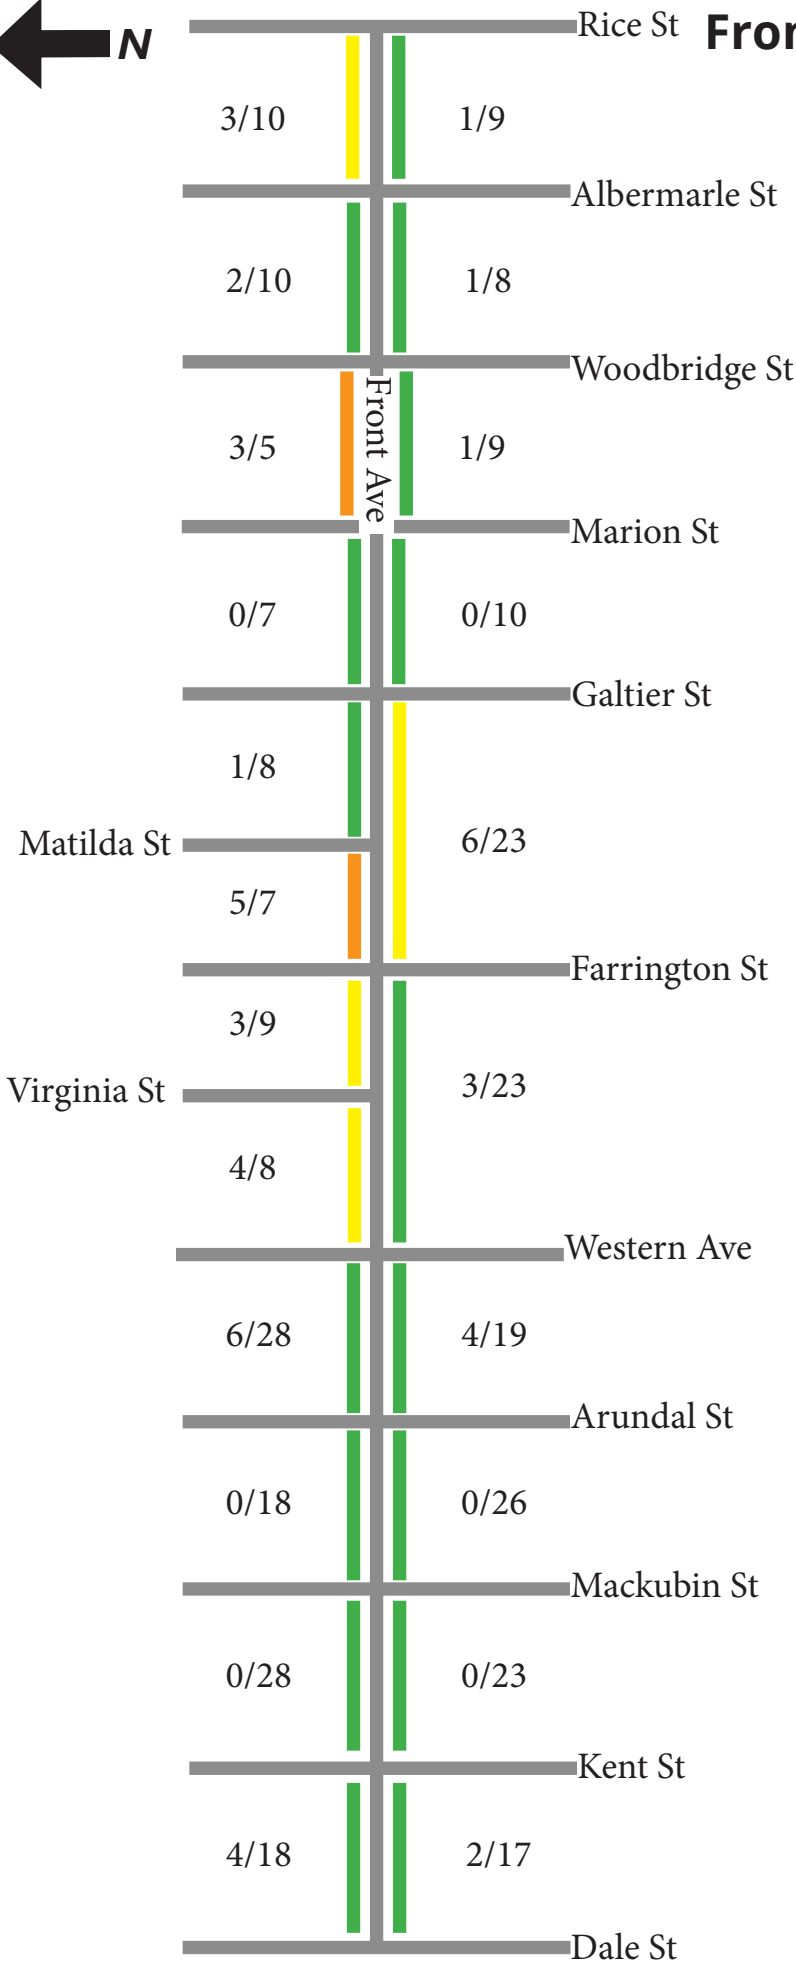 N
Rice St
Fron
3/10
1/9
Albermarle St
2/10
1/8
Woodbridge St
Front Ave
3/5
1/9
Marion St
0/7
0/10
Galtier St
1/8
Matilda St
6/23
5/7
Farrington St
3/9
Virginia St
3/23
4/8
Western Ave
6/28
4/19
Arundal St
0/18
0/26
Mackubin St
0/28
0/23
Kent St
4/18
2/17
Dale St